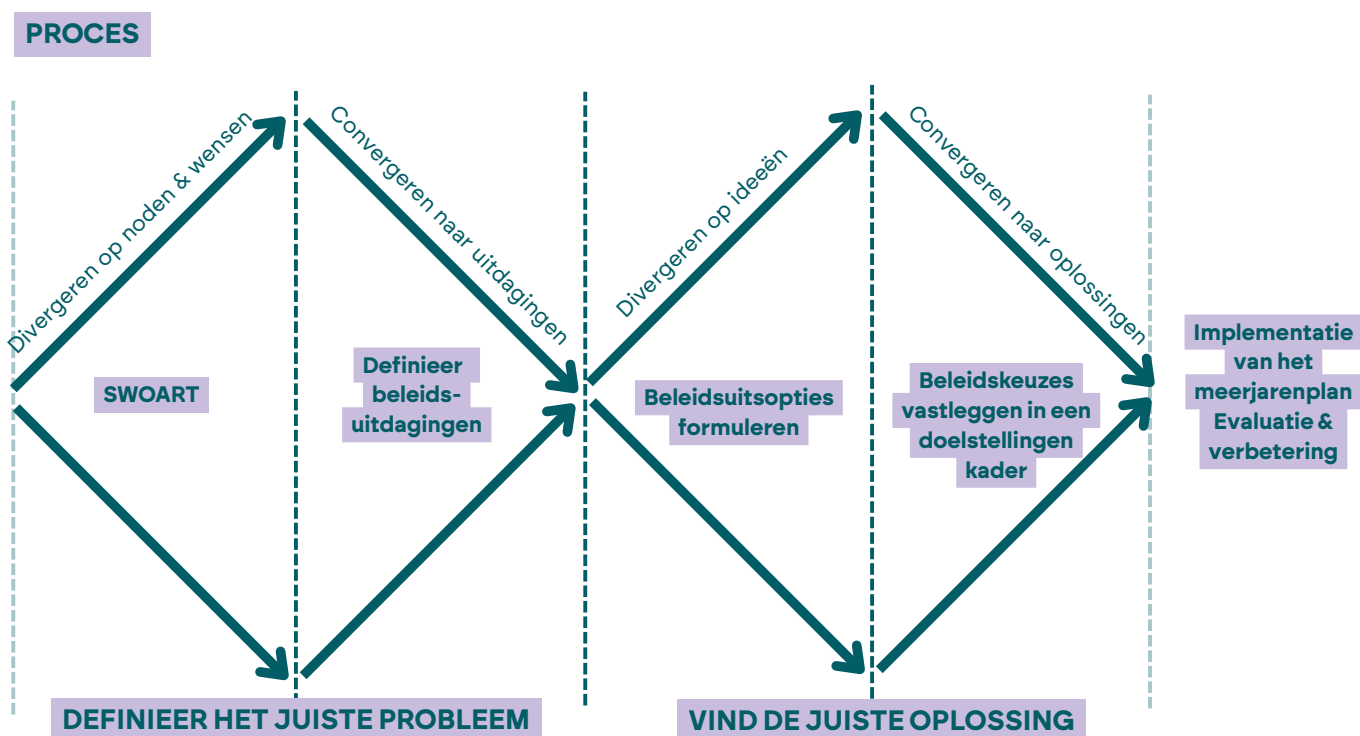 PROCES
Divergeren op noden & wensen
Convergeren naar uitdagingen
Divergeren op ideeën
Convergeren naar oplossingen
SWOART
Definieer
beleids-
uitdagingen
Beleidsuitsopties
formuleren
Beleidskeuzes
vastleggen in een
doelstellingen
kader
Implementatie
van het
meerjarenplan
Evaluatie &
verbetering
DEFINIEER HET JUISTE PROBLEEM
VIND DE JUISTE OPLOSSING